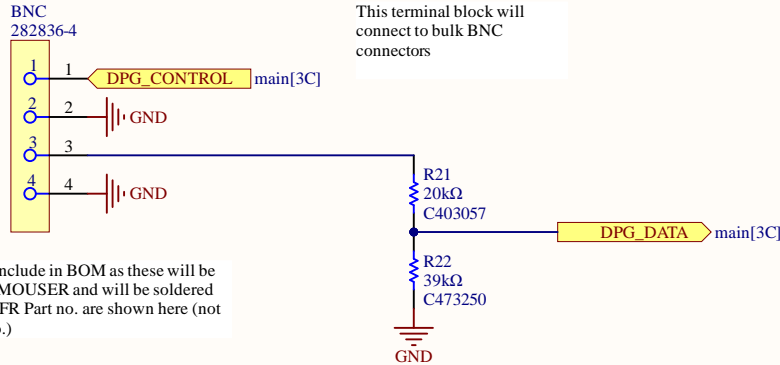 BNC
282836-4
This terminal block will
connect to bulk BNC
connectors
1
1
DPG_CONTROL
main[3C]
2
2
GND
3
3
4
4
GND
R21
20kΩ
C403057
DPG_DATA
main[3C]
R22
39kΩ
C473250
GND
nclude in BOM as these will be
MOUSER and will be soldered
FR Part no. are shown here (not
.)